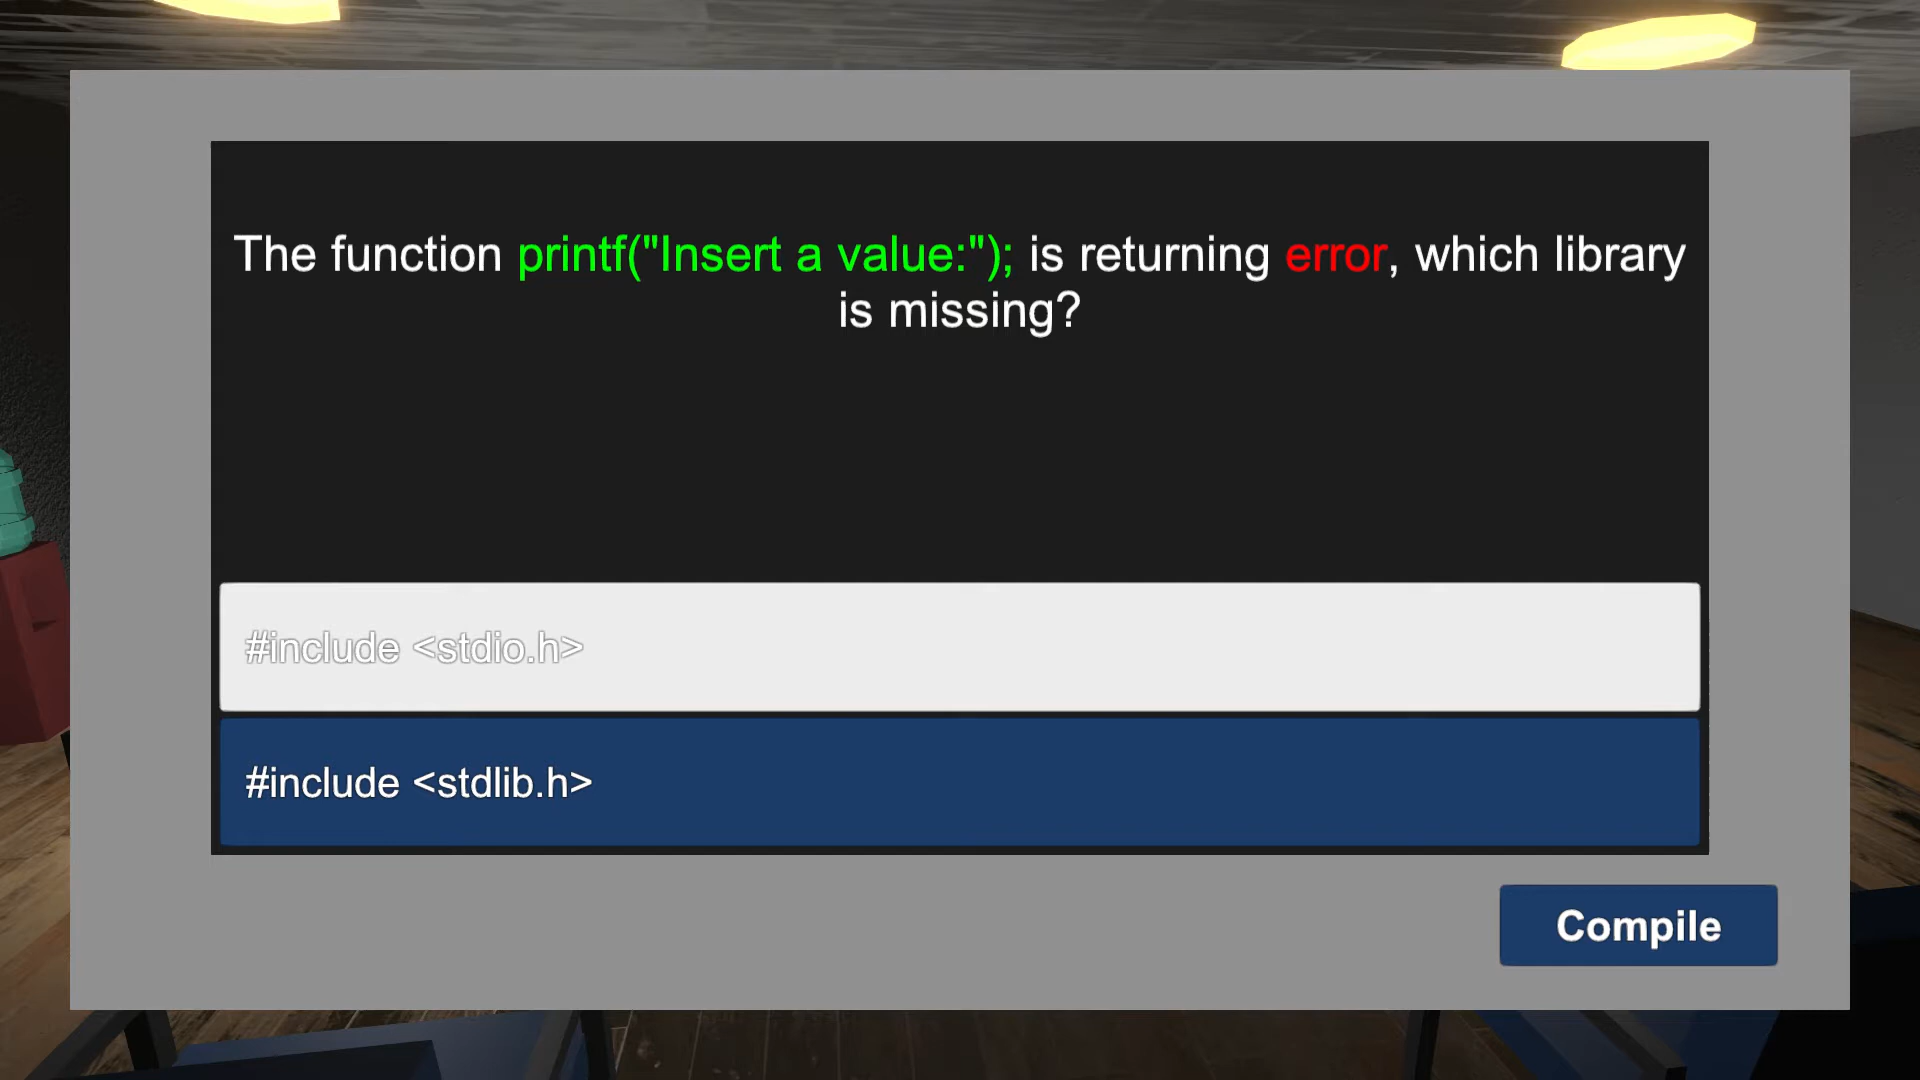 The function printf("Insert a value:"); is returning error, which library
is missing?
#include <stdio.h>
#include <stdlib.h>
Compile